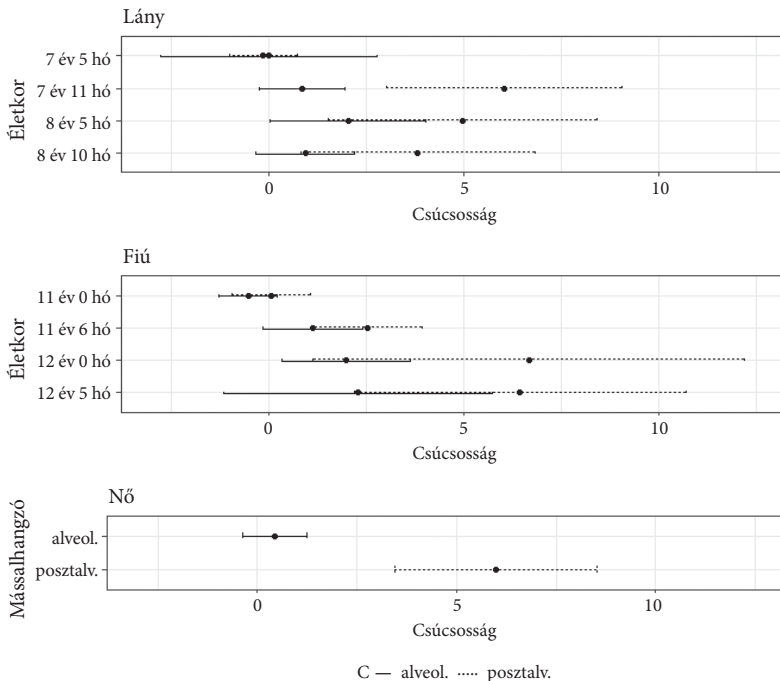 Lány
Életkor
7 év 5 hó
7 év 11 hó
8 év 5 hó
8 év 10 hó
0 5 10
Csúcsosság
Fiú
Életkor
11 év 0 hó
11 év 6 hó
12 év 0 hó
12 év 5 hó
0 5 10
Csúcsosság
Nő
Mássalhangzó
alveol.
posztalv.
0 5 10
Csúcsosság
C alveol. posztalv.